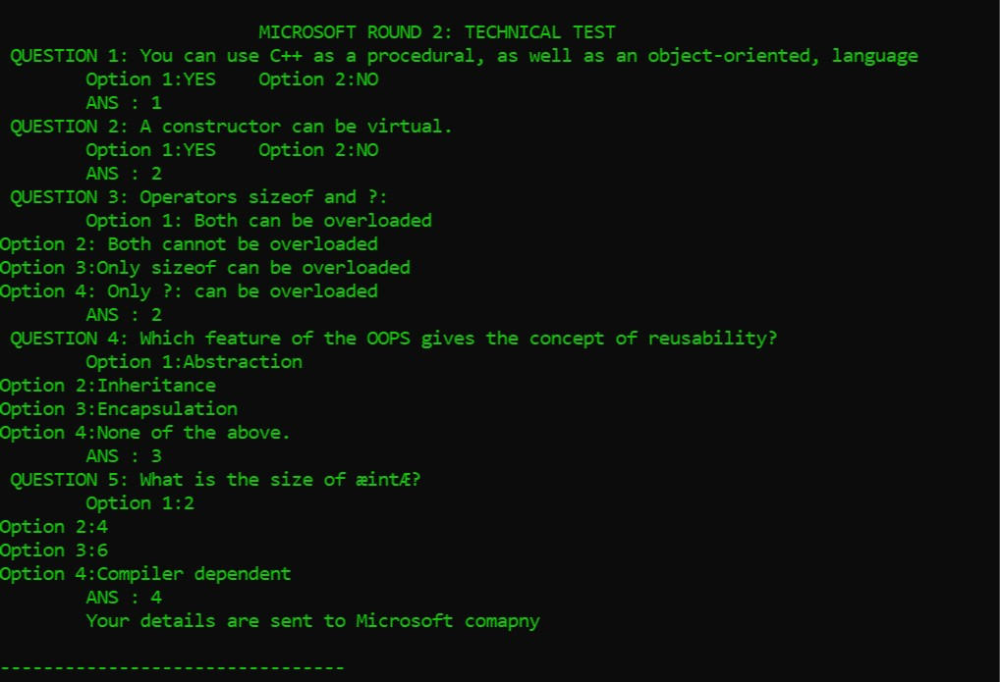 MICROSOFT ROUND 2: TECHNICAL TEST
QUESTION 1: You can use C++ as a procedural, as well as an object-oriented, language
Option 1:YES    Option 2:NO
ANS : 1
QUESTION 2: A constructor can be virtual.
Option 1:YES    Option 2:NO
ANS : 2
QUESTION 3: Operators sizeof and ?:
Option 1: Both can be overloaded
Option 2: Both cannot be overloaded
Option 3:Only sizeof can be overloaded
Option 4: Only ?: can be overloaded
ANS : 2
QUESTION 4: Which feature of the OOPS gives the concept of reusability?
Option 1:Abstraction
Option 2:Inheritance
Option 3:Encapsulation
Option 4:None of the above.
ANS : 3
QUESTION 5: What is the size of æintÆ?
Option 1:2
Option 2:4
Option 3:6
Option 4:Compiler dependent
ANS : 4
Your details are sent to Microsoft comapny
--------------------------------